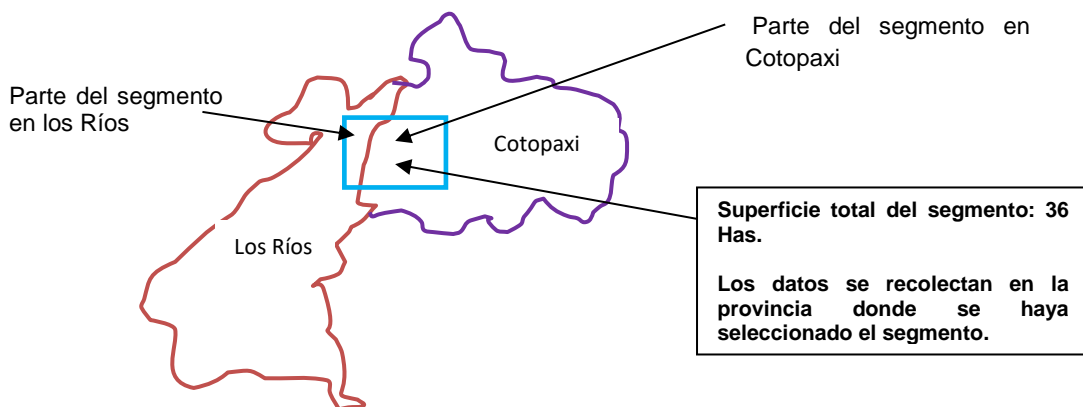 Parte del segmento en
Cotopaxi
Parte del segmento
en los Ríos
Cotopaxi
Los Ríos
Superficie total del segmento: 36
Has.
Los datos se recolectan en la
provincia donde se haya
seleccionado el segmento.